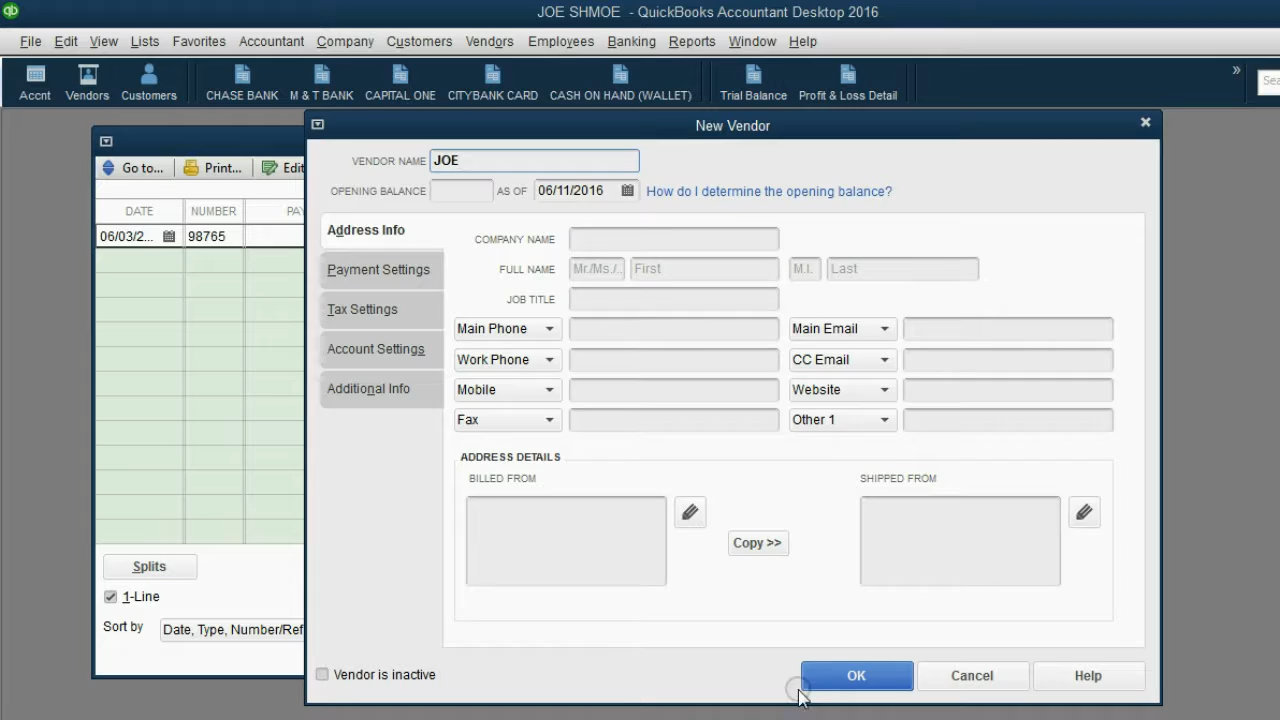 JOE SHMOE - QuickBooks Accountant Desktop 2016
File Edit View Lists Favorites Accountant Company Customers Vendors Employees Banking Reports Window Help
»
Accnt Vendors Customers CHASE BANK M & T BANK CAPITAL ONE CITYBANK CARD CASH ON HAND (WALLET) Trial Balance Profit & Loss Detail
New Vendor
Go to... Print... Edit
VENDOR NAME JOE
OPENING BALANCE AS OF 06/11/2016 How do I determine the opening balance?
DATE NUMBER
06/03/2... 98765
Address Info
Payment Settings
Tax Settings
Account Settings
Additional Info
COMPANY NAME
FULL NAME Mr./Ms./.. First M.I. Last
JOB TITLE
Main Phone Main Email
Work Phone CC Email
Mobile Website
Fax Other 1
ADDRESS DETAILS
BILLED FROM SHIPPED FROM
Copy >>
Splits
1-Line
Sort by Date, Type, Number/Ref
Vendor is inactive OK Cancel Help